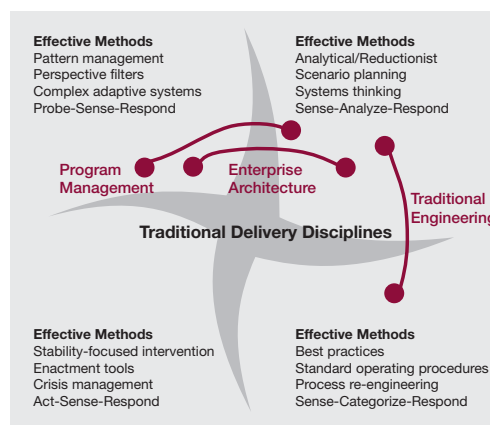 Effective Methods
Pattern management
Perspective filters
Complex adaptive systems
Probe-Sense-Respond
Effective Methods
Analytical/Reductionist
Scenario planning
Systems thinking
Sense-Analyze-Respond
Program
Management
Enterprise
Architecture
Traditional
Engineering
Traditional Delivery Disciplines
Effective Methods
Stability-focused intervention
Enactment tools
Crisis management
Act-Sense-Respond
Effective Methods
Best practices
Standard operating procedures
Process re-engineering
Sense-Categorize-Respond